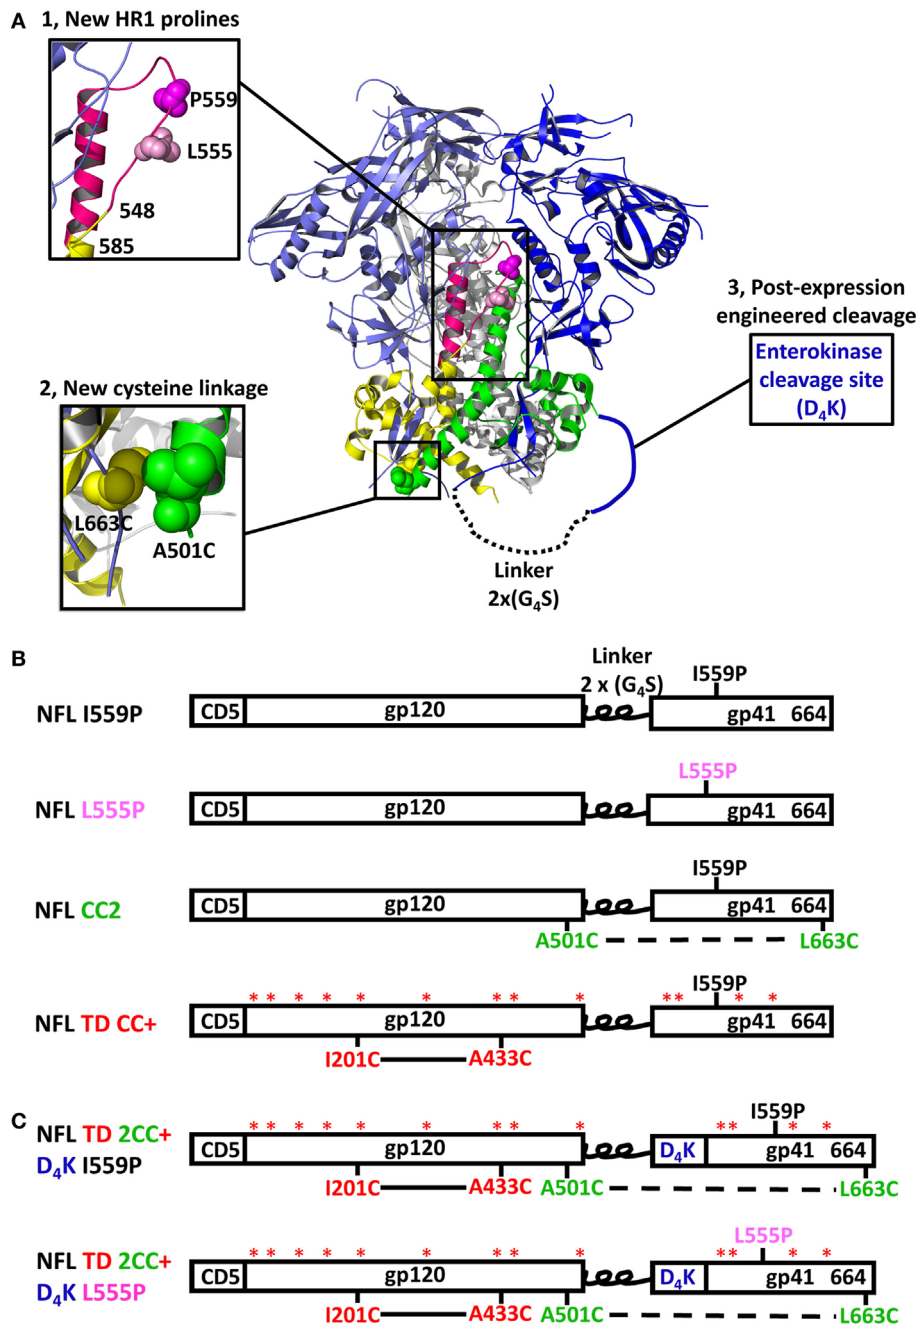 A
1, New HR1 prolines
P559
L555
548
585
3, Post-expression
engineered cleavage
Enterokinase
cleavage site
(D₄K)
2, New cysteine linkage
L663C
A501C
Linker
2x(G₄S)
B
Linker
2 x (G₄S)
I559P
NFL I559P
CD5
gp120
gp41 664
L555P
NFL L555P
CD5
gp120
gp41 664
I559P
NFL CC2
CD5
gp120
gp41 664
A501C
L663C
I559P
* * * * * * * * * * * * *
NFL TD CC+
CD5
gp120
gp41 664
I201C
A433C
C
I559P
* * * * * * * * * * * * *
NFL TD 2CC+
D₄K I559P
CD5
gp120
D₄K
gp41 664
I201C
A433C
A501C
L663C
L555P
* * * * * * * * * * * * *
NFL TD 2CC+
D₄K L555P
CD5
gp120
D₄K
gp41 664
I201C
A433C
A501C
L663C